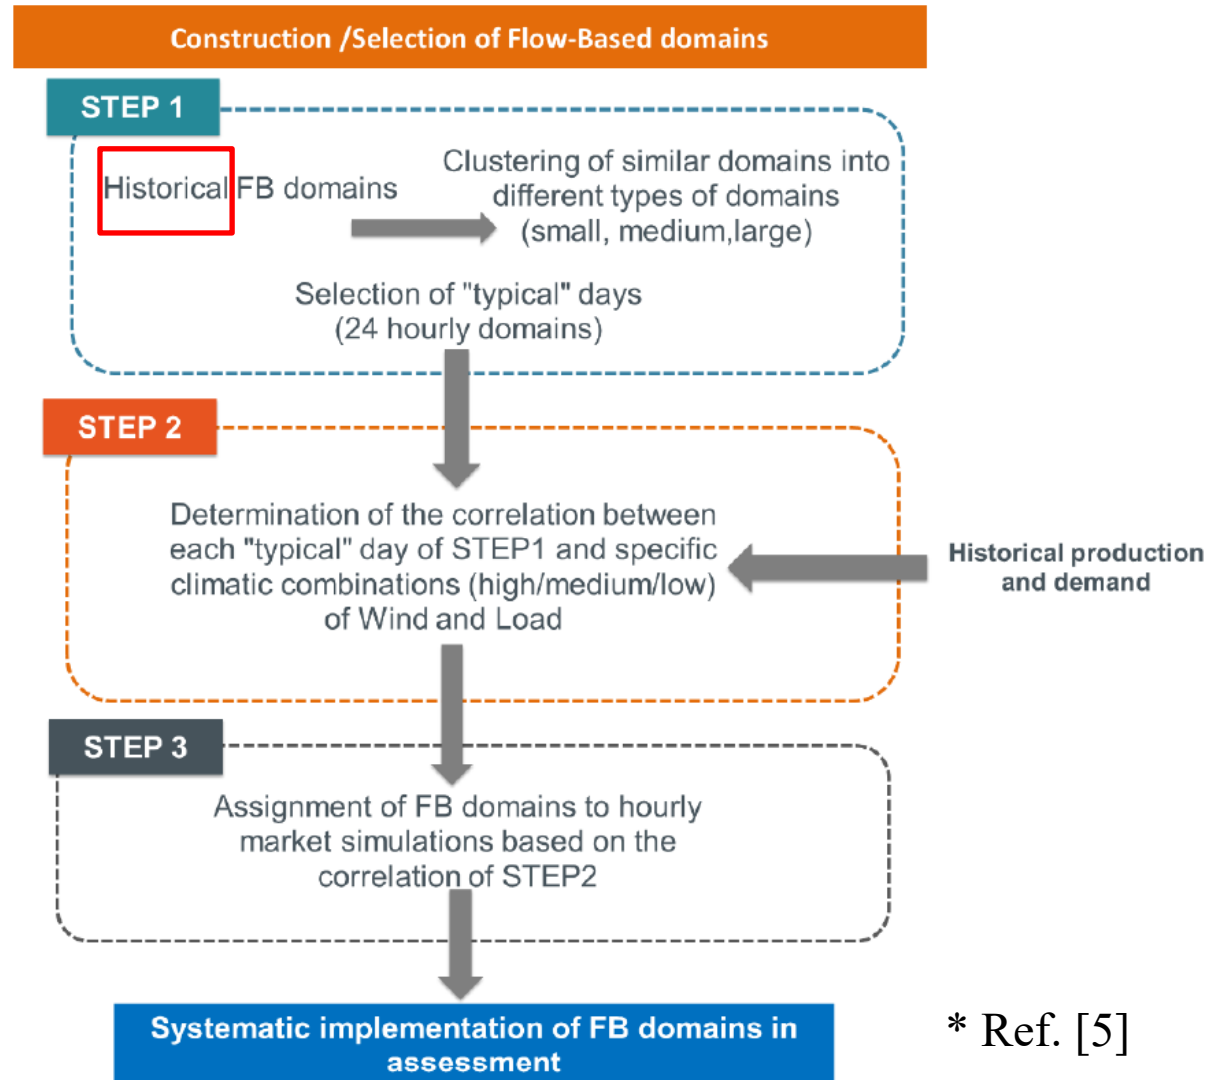 Construction /Selection of Flow-Based domains
STEP 1
Historical FB domains
Clustering of similar domains into
different types of domains
(small, medium,large)
Selection of "typical" days
(24 hourly domains)
STEP 2
Determination of the correlation between
each "typical" day of STEP1 and specific
climatic combinations (high/medium/low)
of Wind and Load
Historical production
and demand
STEP 3
Assignment of FB domains to hourly
market simulations based on the
correlation of STEP2
Systematic implementation of FB domains in
assessment
* Ref. [5]